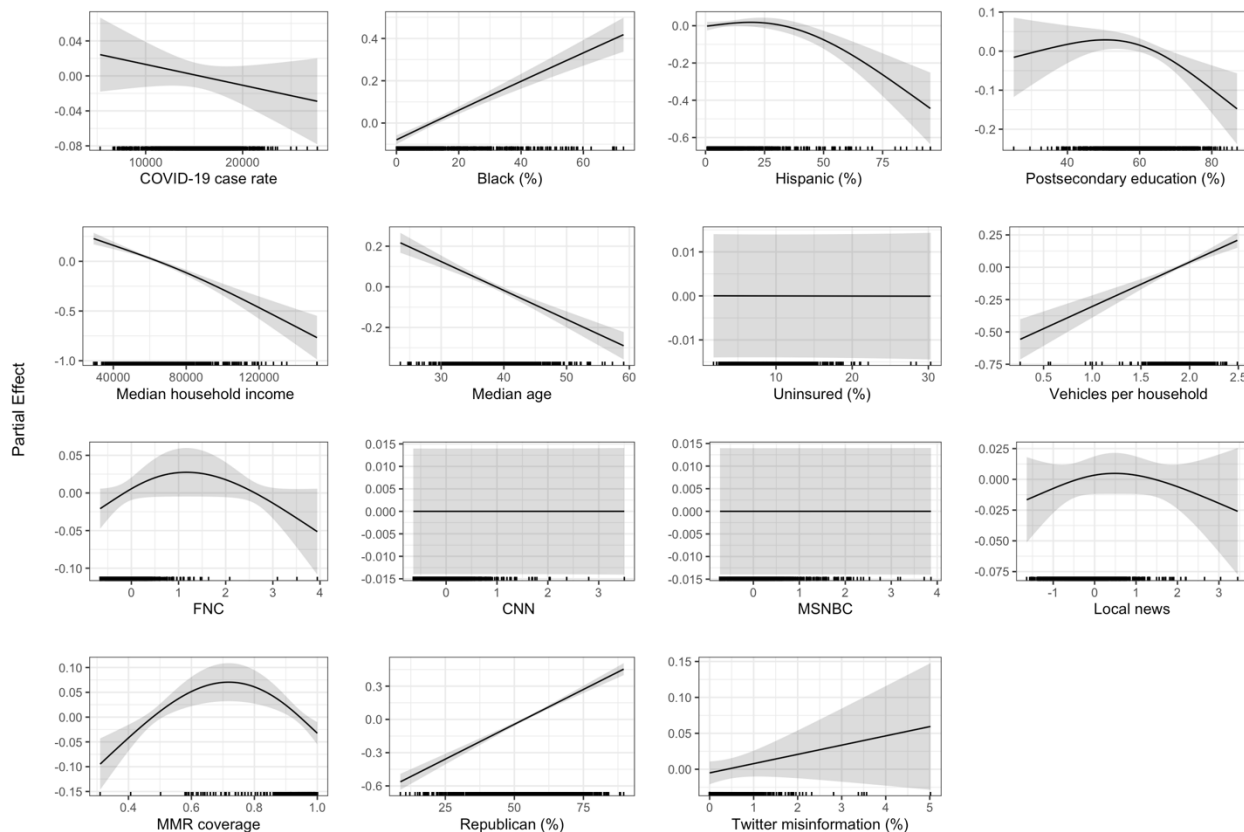 0.04
0.00
-0.04
-0.08
10000 20000
COVID-19 case rate
0.4
0.2
0.0
0 20 40 60
Black (%)
0.0
-0.2
-0.4
-0.6
0 25 50 75
Hispanic (%)
0.1
0.0
-0.1
-0.2
40 60 80
Postsecondary education (%)
Partial Effect
0.0
-0.5
-1.0
40000 80000 120000
Median household income
0.2
0.0
-0.2
30 40 50 60
Median age
0.01
0.00
-0.01
10 20 30
Uninsured (%)
0.25
0.00
-0.25
-0.50
-0.75
0.5 1.0 1.5 2.0 2.5
Vehicles per household
0.05
0.00
-0.05
-0.10
0 1 2 3 4
FNC
0.015
0.010
0.005
0.000
-0.005
-0.010
-0.015
0 1 2 3
CNN
0.015
0.010
0.005
0.000
-0.005
-0.010
-0.015
0 1 2 3 4
MSNBC
0.025
0.000
-0.025
-0.050
-0.075
-1 0 1 2 3
Local news
0.10
0.05
0.00
-0.05
-0.10
-0.15
0.4 0.6 0.8 1.0
MMR coverage
0.3
0.0
-0.3
-0.6
25 50 75
Republican (%)
0.15
0.10
0.05
0.00
0 1 2 3 4 5
Twitter misinformation (%)